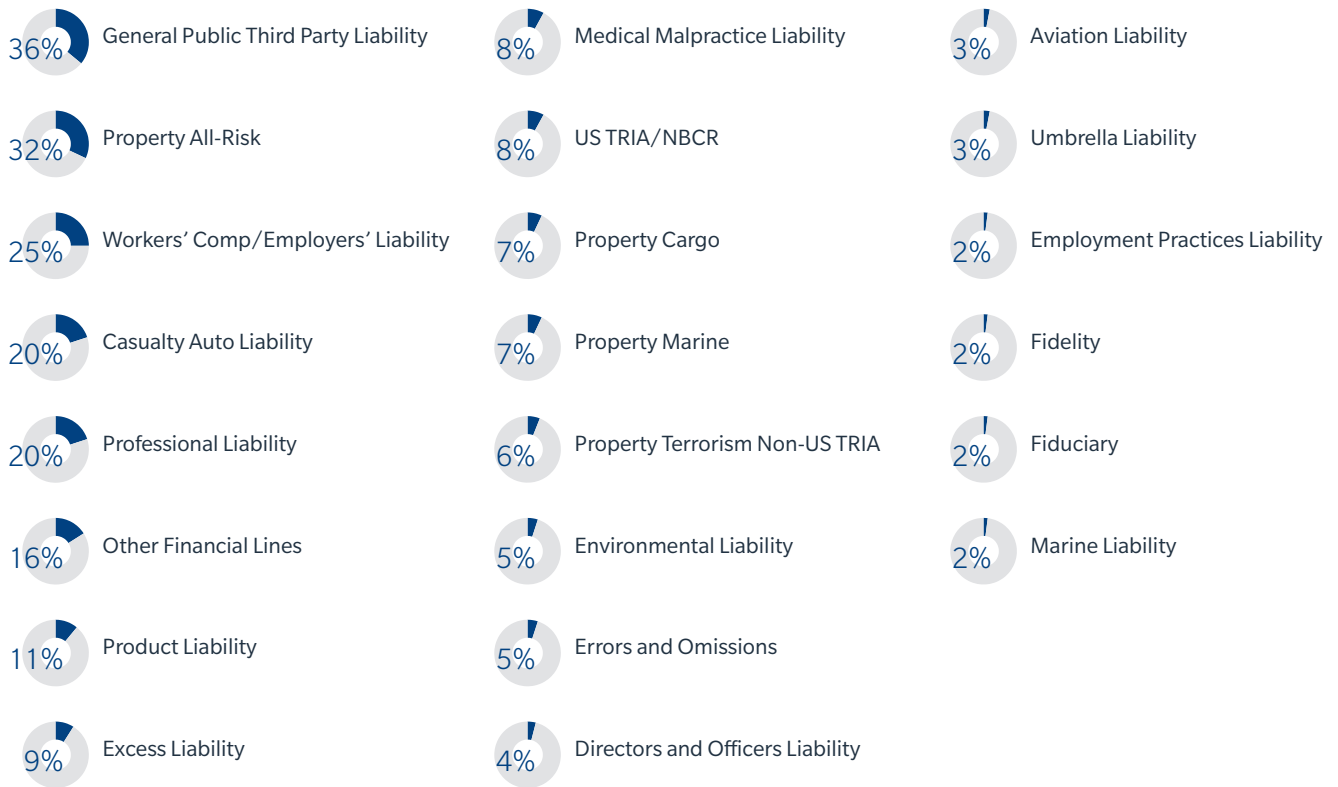 36% General Public Third Party Liability
32% Property All-Risk
25% Workers’ Comp/Employers’ Liability
20% Casualty Auto Liability
20% Professional Liability
16% Other Financial Lines
11% Product Liability
9% Excess Liability
8% Medical Malpractice Liability
8% US TRIA/NBCR
7% Property Cargo
7% Property Marine
6% Property Terrorism Non-US TRIA
5% Environmental Liability
5% Errors and Omissions
4% Directors and Officers Liability
3% Aviation Liability
3% Umbrella Liability
2% Employment Practices Liability
2% Fidelity
2% Fiduciary
2% Marine Liability